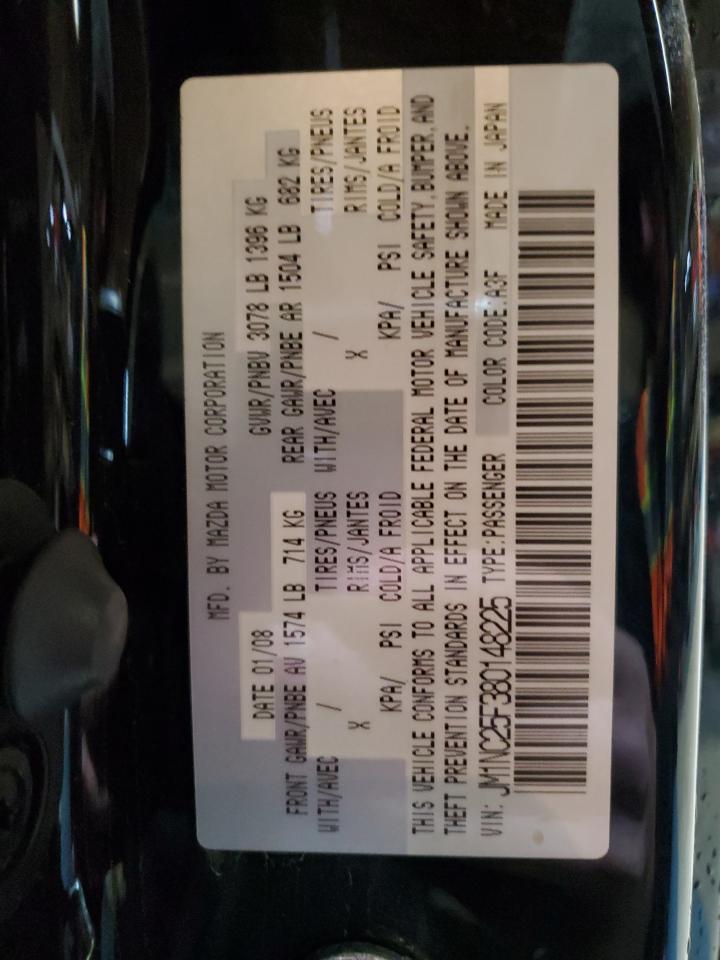 MFD. BY MAZDA MOTOR CORPORATION
DATE 01/08 GVWR/PNBV 3078 LB 1396 KG
FRONT GAWR/PNBE AV 1574 LB 714 KG REAR GAWR/PNBE AR 1504 LB 682 KG
WITH/AVEC / TIRES/PNEUS WITH/AVEC / TIRES/PNEUS
X RIMS/JANTES X RIMS/JANTES
KPA/ PSI COLD/A FROID KPA/ PSI COLD/A FROID
THIS VEHICLE CONFORMS TO ALL APPLICABLE FEDERAL MOTOR VEHICLE SAFETY, BUMPER, AND
THEFT PREVENTION STANDARDS IN EFFECT ON THE DATE OF MANUFACTURE SHOWN ABOVE.
VIN: JM1NC25F380148225 TYPE:PASSENGER COLOR CODE:A3F MADE IN JAPAN